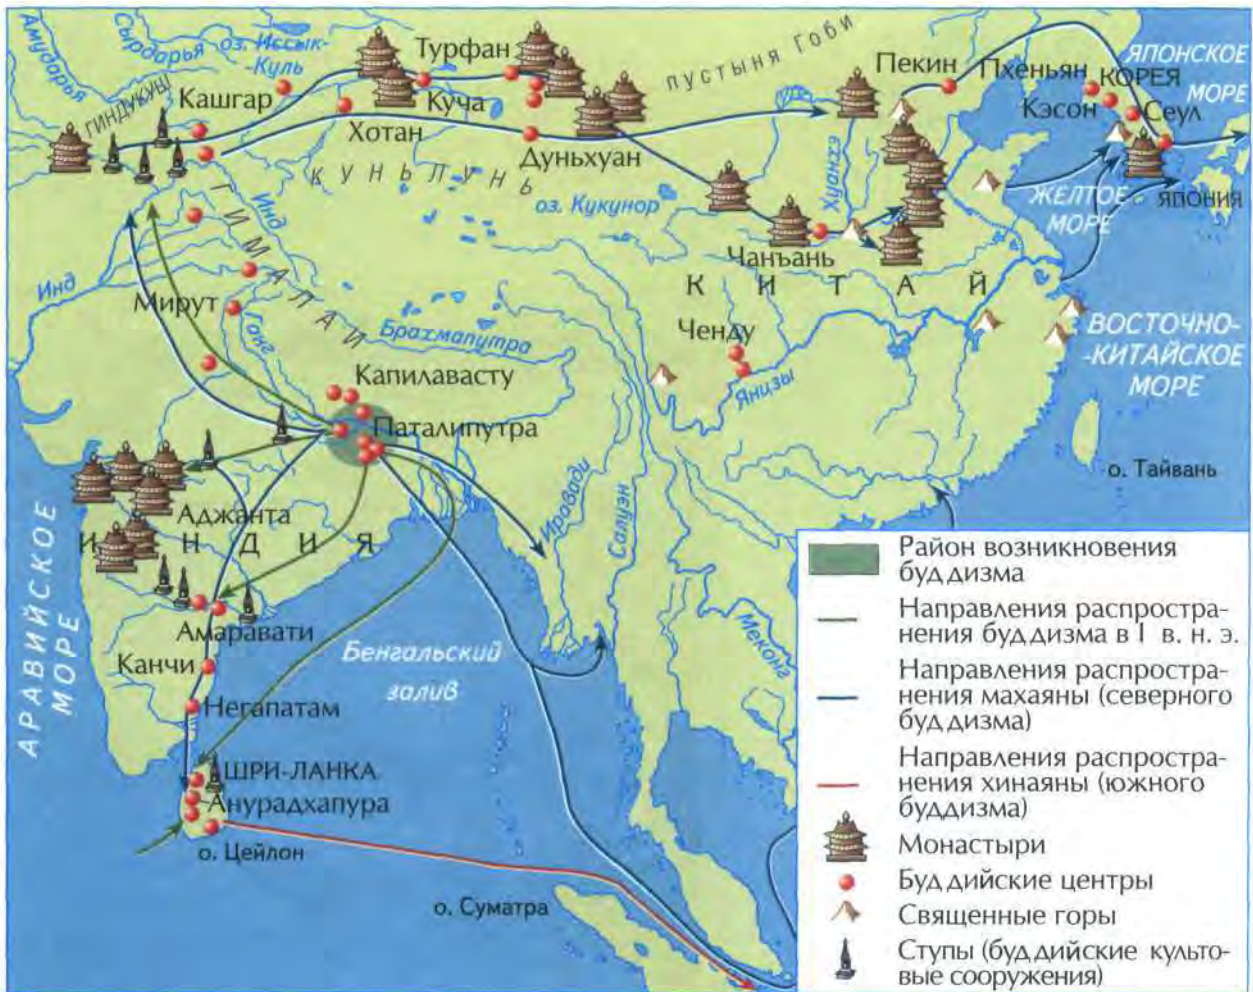 Амударья
Сырдарья
оз. Иссык-
-Куль
Турфан
ПУСТЫНЯ ГОБИ
Пекин
Пхеньян
КОРЕЯ
ЯПОНСКОЕ
МОРЕ
ГИНДУКУШ
Кашгар
Куча
Кэсон
Сеул
Хотан
Дуньхуан
КУНЬЛУНЬ
Хуанхэ
ГИМАЛАИ
Инд
оз. Кукунор
ЖЕЛТОЕ
МОРЕ
ЯПОНИЯ
Чанъань
КИТАЙ
Инд
Мирут
Ганг
Брахмапутра
Ченду
Янцзы
ВОСТОЧНО-
-КИТАЙСКОЕ
МОРЕ
Капилавасту
Паталипутра
о. Тайвань
Иравади
Салуэн
Меконг
Аджанта
ИНДИЯ
АРАВИЙСКОЕ
МОРЕ
Амаравати
Канчи
Бенгальский
залив
Негапатам
ШРИ-ЛАНКА
Анурадхапура
о. Цейлон
о. Суматра
Район возникновения
буддизма
Направления распростра-
нения буддизма в I в. н. э.
Направления распростра-
нения махаяны (северного
буддизма)
Направления распростра-
нения хинаяны (южного
буддизма)
Монастыри
Буддийские центры
Священные горы
Ступы (буддийские культо-
вые сооружения)